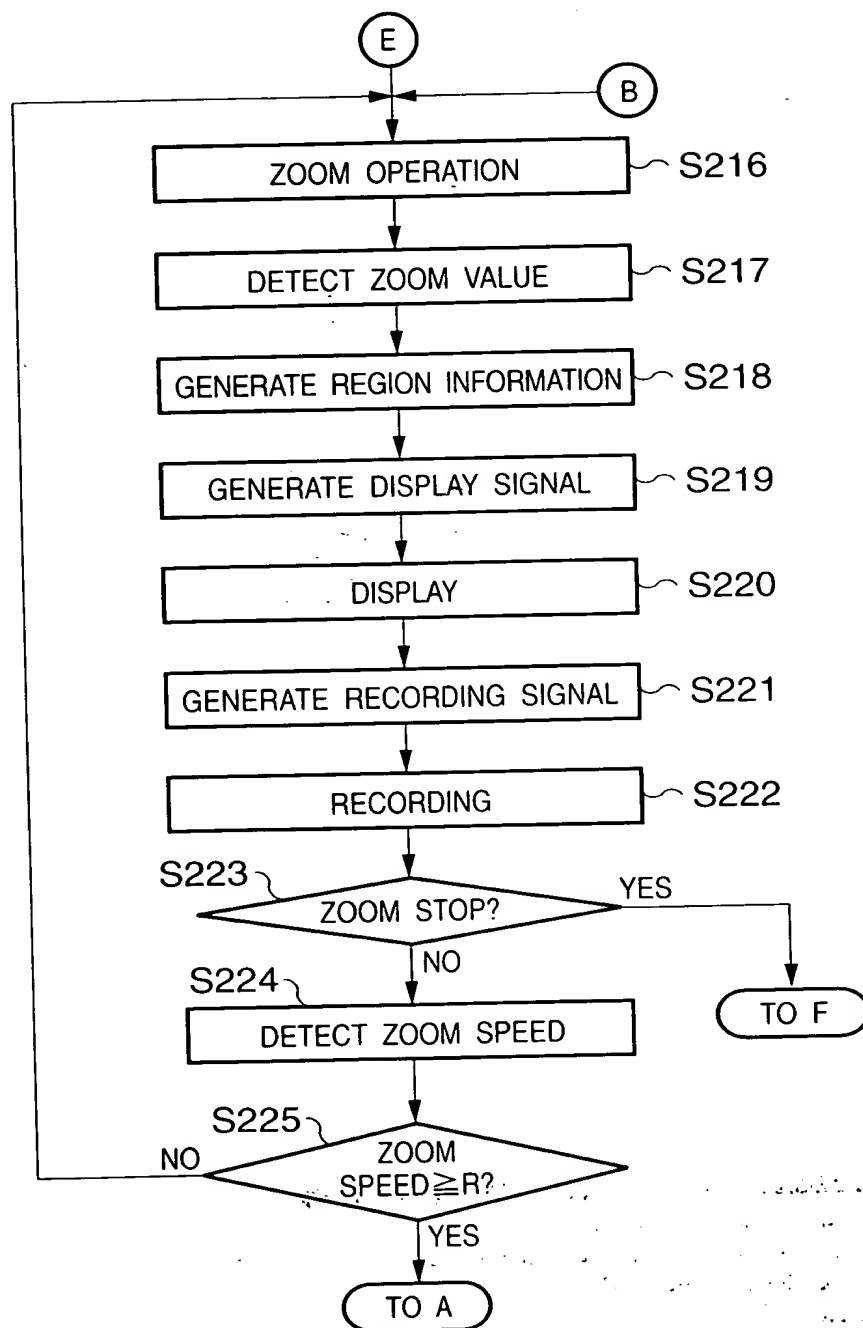 E
B
ZOOM OPERATION
S216
DETECT ZOOM VALUE
S217
GENERATE REGION INFORMATION
S218
GENERATE DISPLAY SIGNAL
S219
DISPLAY
S220
GENERATE RECORDING SIGNAL
S221
RECORDING
S222
S223
ZOOM STOP?
YES
NO
TO F
S224
DETECT ZOOM SPEED
S225
ZOOM
SPEED≧R?
NO
YES
TO A